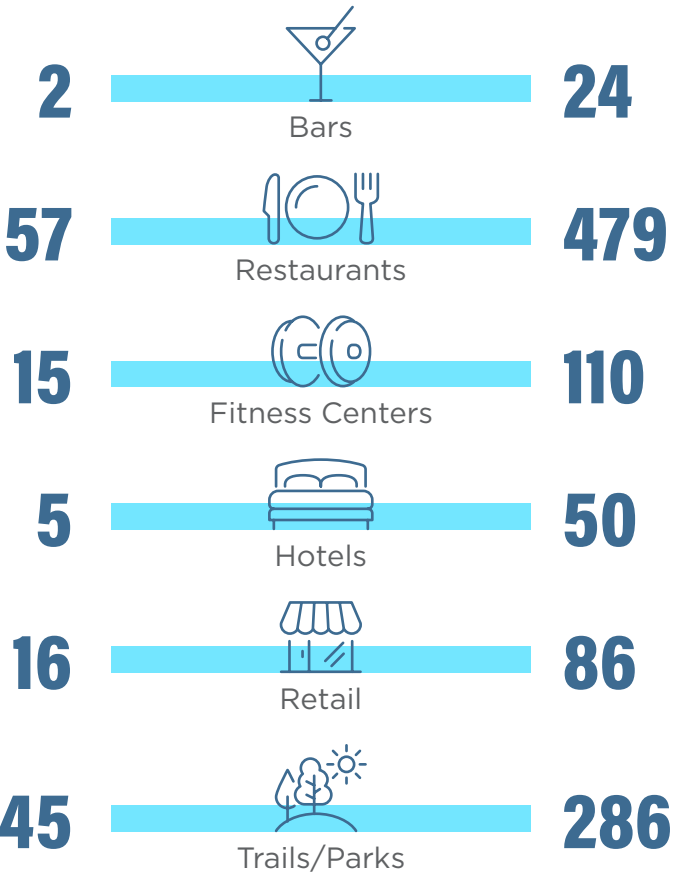 2 24
Bars
57 479
Restaurants
15 110
Fitness Centers
5 50
Hotels
16 86
Retail
45 286
Trails/Parks